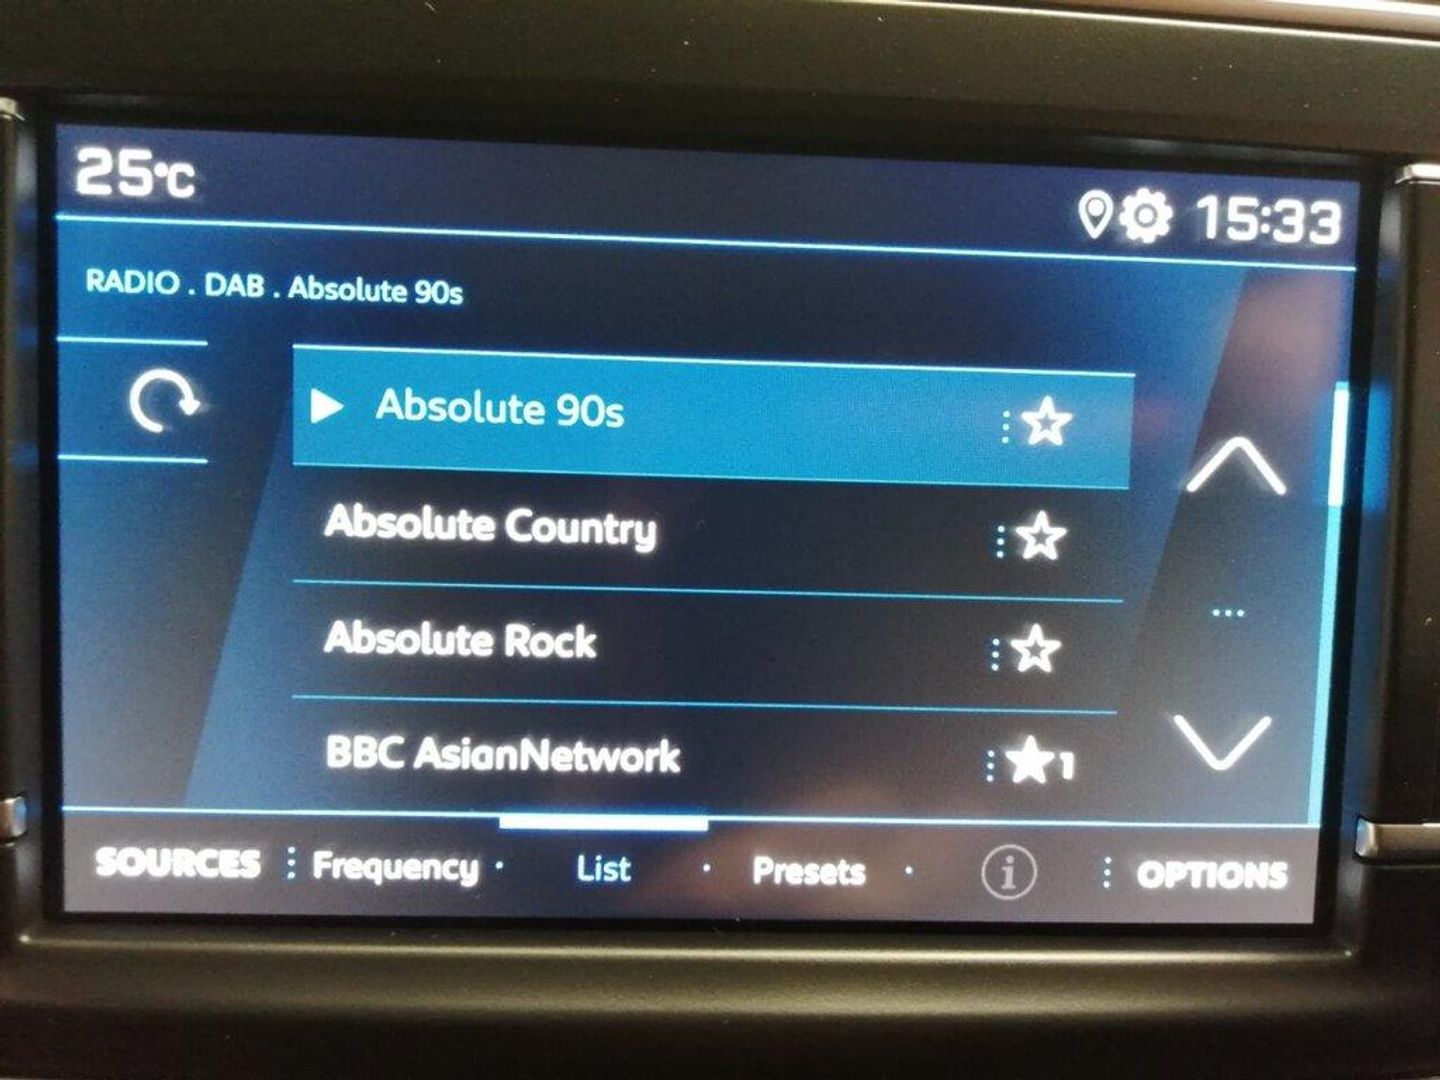 25°C
15:33
RADIO . DAB . Absolute 90s
Absolute 90s
Absolute Country
Absolute Rock
BBC AsianNetwork
1
SOURCES Frequency List Presets i OPTIONS